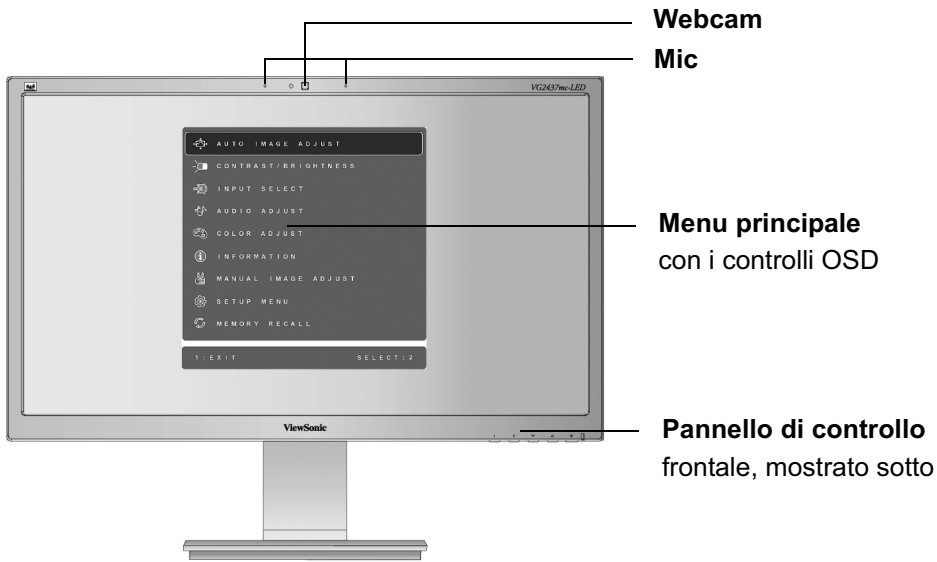 Webcam
Mic
VG2437mc-LED
AUTO IMAGE ADJUST
CONTRAST/BRIGHTNESS
INPUT SELECT
AUDIO ADJUST
COLOR ADJUST
INFORMATION
MANUAL IMAGE ADJUST
SETUP MENU
MEMORY RECALL
1:EXIT SELECT:2
Menu principale
con i controlli OSD
ViewSonic
Pannello di controllo
frontale, mostrato sotto